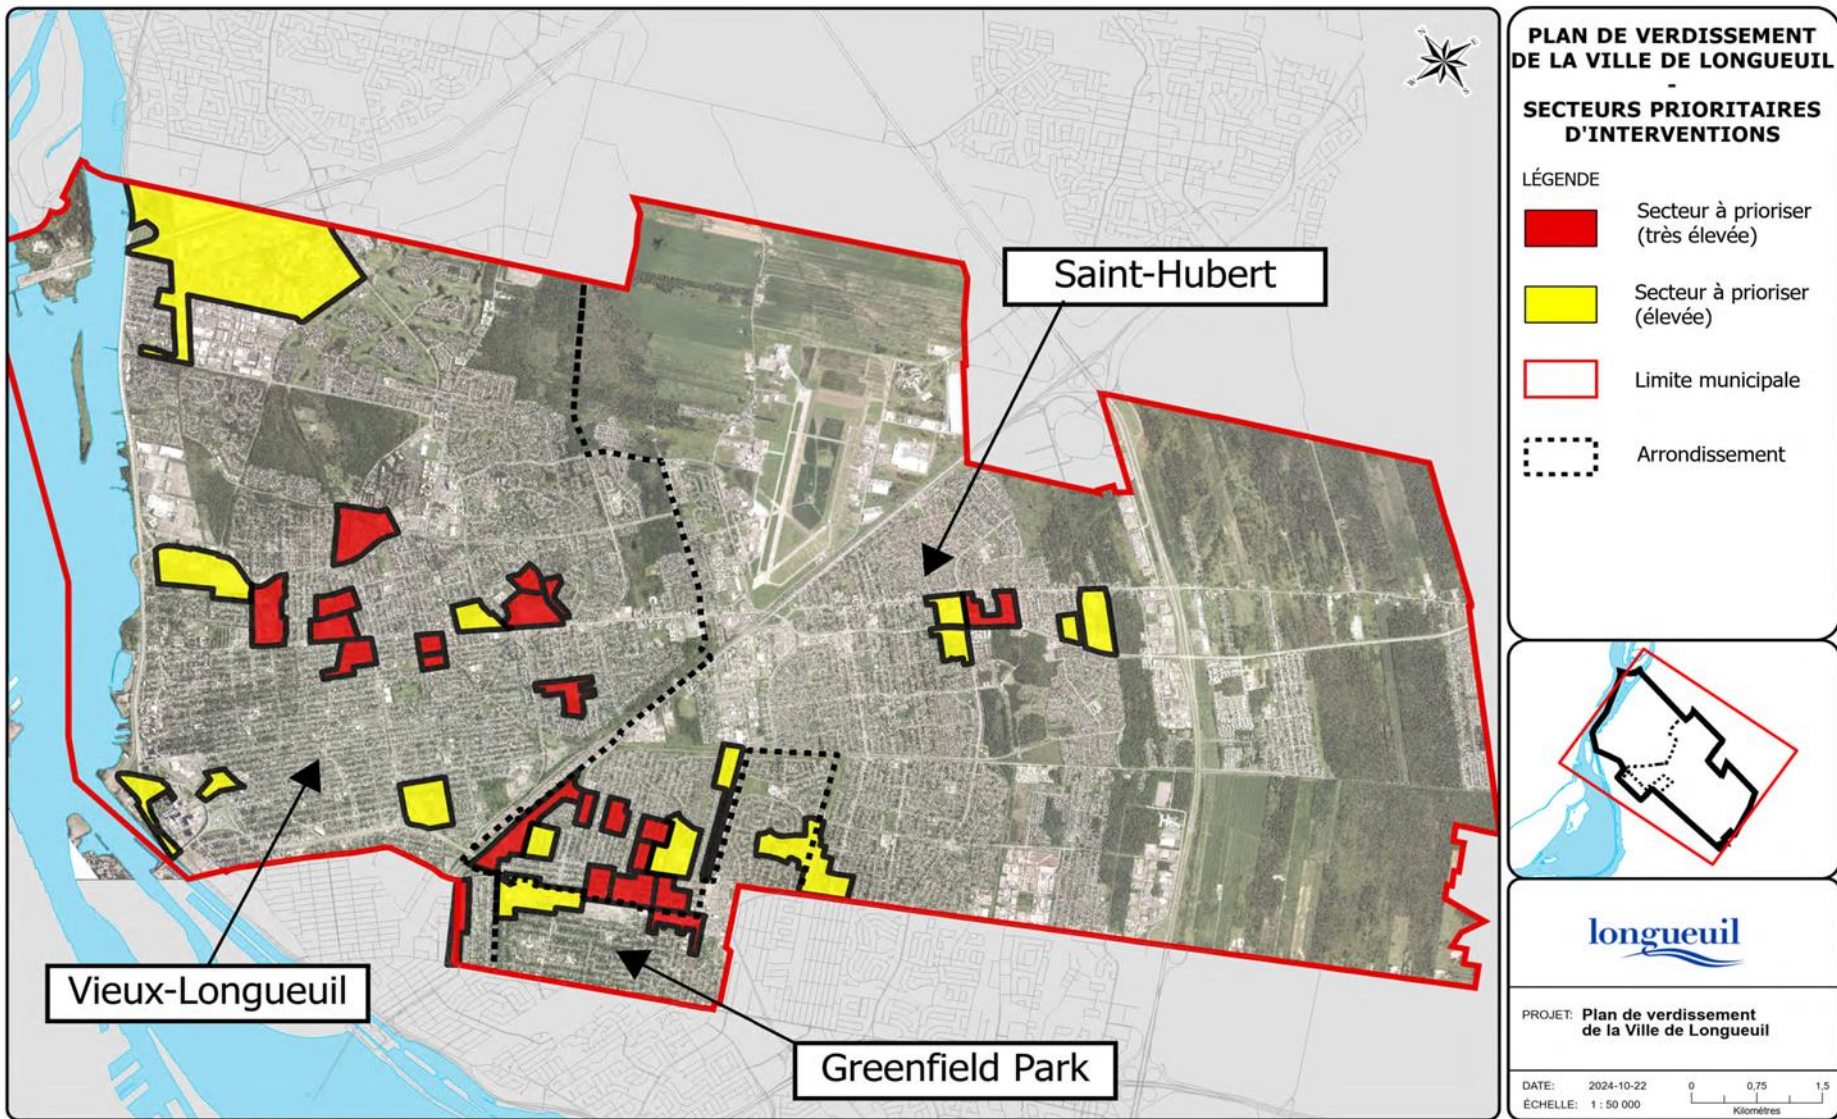 PLAN DE VERDISSEMENT
DE LA VILLE DE LONGUEUIL
-
SECTEURS PRIORITAIRES
D'INTERVENTIONS
LÉGENDE
Secteur à prioriser
(très élevée)
Secteur à prioriser
(élevée)
Limite municipale
Arrondissement
Saint-Hubert
Vieux-Longueuil
Greenfield Park
longueuil
PROJET: Plan de verdissement
de la Ville de Longueuil
DATE: 2024-10-22
ÉCHELLE: 1 : 50 000
0 0,75 1,5
Kilomètres